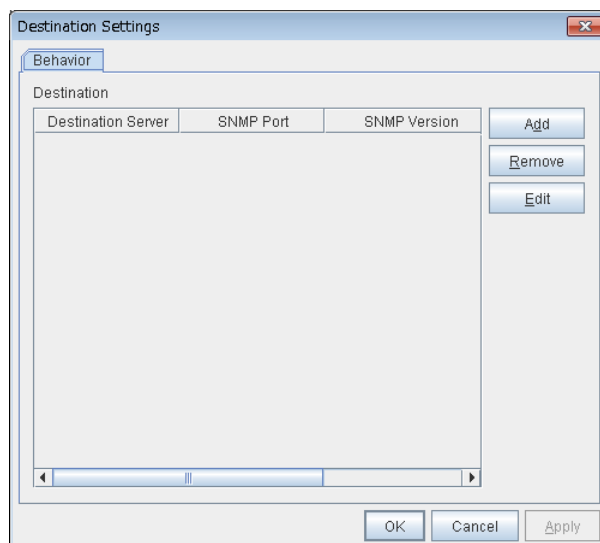 Destination Settings
Behavior
Destination
Destination Server SNMP Port SNMP Version
Add
Remove
Edit
OK Cancel Apply